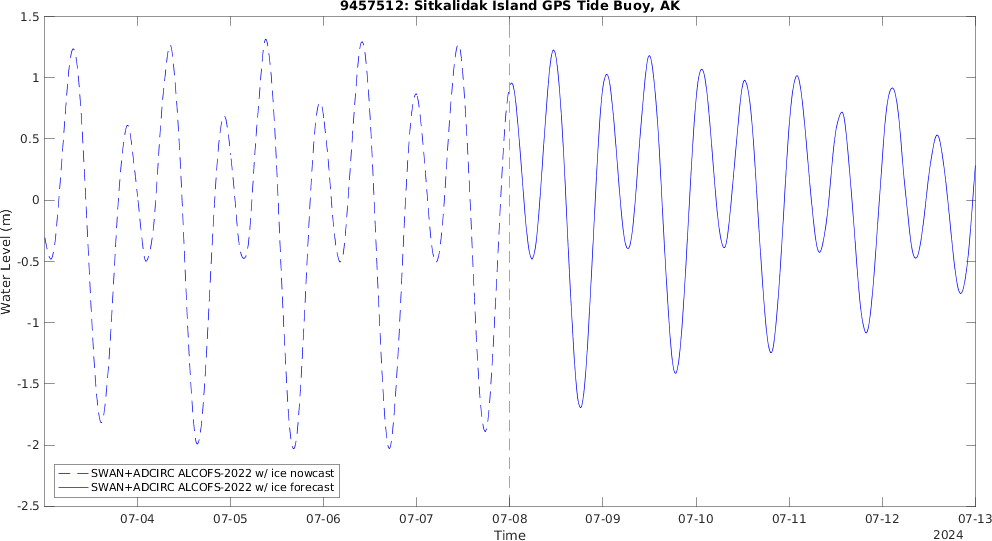 9457512: Sitkalidak Island GPS Tide Buoy, AK
1.5
1
0.5
0
-0.5
-1
-1.5
-2
-2.5
Water Level (m)
SWAN+ADCIRC ALCOFS-2022 w/ ice nowcast
SWAN+ADCIRC ALCOFS-2022 w/ ice forecast
07-04 07-05 07-06 07-07 07-08 07-09 07-10 07-11 07-12 07-13
Time
2024